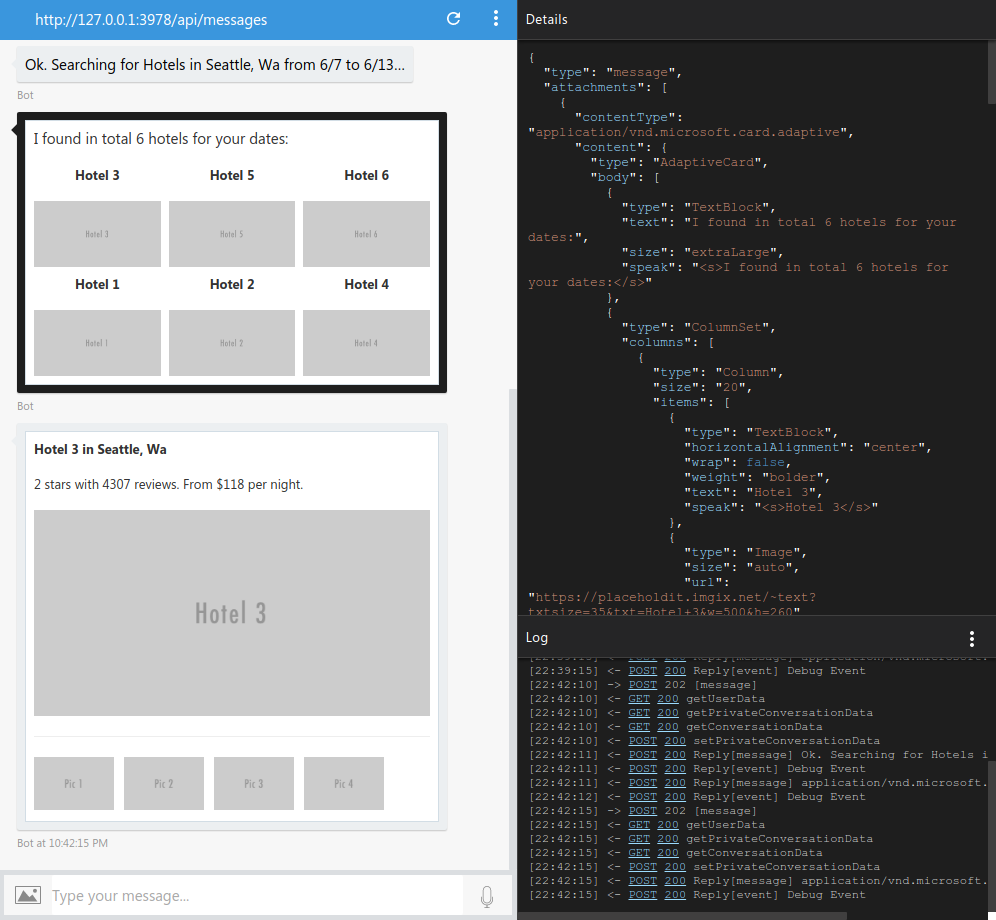 http://127.0.0.1:3978/api/messages
Ok. Searching for Hotels in Seattle, Wa from 6/7 to 6/13...
Bot
I found in total 6 hotels for your dates:
Hotel 3 Hotel 5 Hotel 6
Hotel 3 Hotel 5 Hotel 6
Hotel 1 Hotel 2 Hotel 4
Hotel 1 Hotel 2 Hotel 4
Bot
Hotel 3 in Seattle, Wa
2 stars with 4307 reviews. From $118 per night.
Hotel 3
Pic 1 Pic 2 Pic 3 Pic 4
Bot at 10:42:15 PM
Type your message...
Details
{
"type": "message",
"attachments": [
{
"contentType":
"application/vnd.microsoft.card.adaptive",
"content": {
"type": "AdaptiveCard",
"body": [
{
"type": "TextBlock",
"text": "I found in total 6 hotels for your
dates:",
"size": "extraLarge",
"speak": "<s>I found in total 6 hotels for
your dates:</s>"
},
{
"type": "ColumnSet",
"columns": [
{
"type": "Column",
"size": "20",
"items": [
{
"type": "TextBlock",
"horizontalAlignment": "center",
"wrap": false,
"weight": "bolder",
"text": "Hotel 3",
"speak": "<s>Hotel 3</s>"
},
{
"type": "Image",
"size": "auto",
"url":
"https://placeholdit.imgix.net/~text?
txtsize=35&txt=Hotel+3&w=500&h=260"
Log
[22:39:15] <- POST 200 Reply[message] application/vnd.microsoft.
[22:39:15] <- POST 200 Reply[event] Debug Event
[22:42:10] -> POST 202 [message]
[22:42:10] <- GET 200 getUserData
[22:42:10] <- GET 200 getPrivateConversationData
[22:42:10] <- GET 200 getConversationData
[22:42:10] <- POST 200 setPrivateConversationData
[22:42:11] <- POST 200 Reply[message] Ok. Searching for Hotels i
[22:42:11] <- POST 200 Reply[event] Debug Event
[22:42:11] <- POST 200 Reply[message] application/vnd.microsoft.
[22:42:12] <- POST 200 Reply[event] Debug Event
[22:42:15] -> POST 202 [message]
[22:42:15] <- GET 200 getUserData
[22:42:15] <- GET 200 getPrivateConversationData
[22:42:15] <- GET 200 getConversationData
[22:42:15] <- POST 200 setPrivateConversationData
[22:42:15] <- POST 200 Reply[message] application/vnd.microsoft.
[22:42:15] <- POST 200 Reply[event] Debug Event